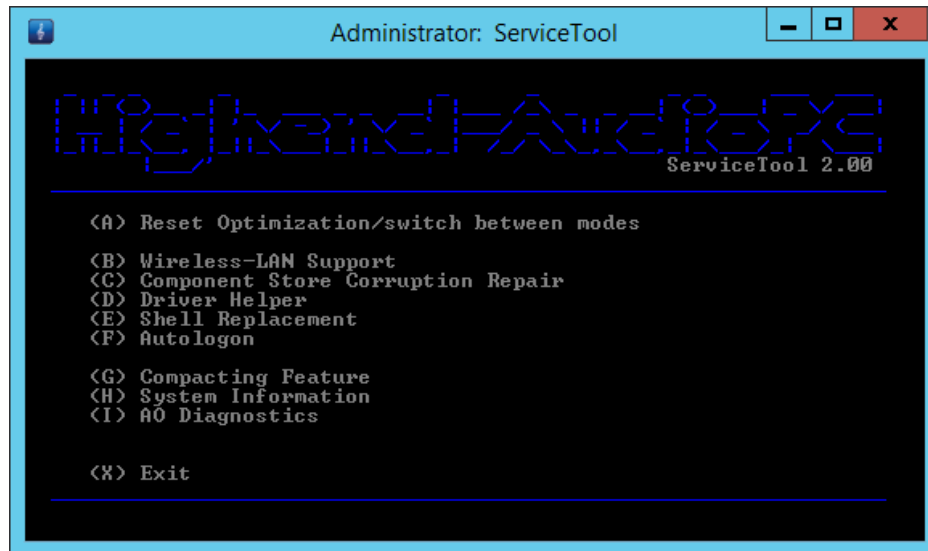 Administrator: ServiceTool
Highend-AudioPC
ServiceTool 2.00
(A) Reset Optimization/switch between modes
(B) Wireless-LAN Support
(C) Component Store Corruption Repair
(D) Driver Helper
(E) Shell Replacement
(F) Autologon
(G) Compacting Feature
(H) System Information
(I) AO Diagnostics
(X) Exit